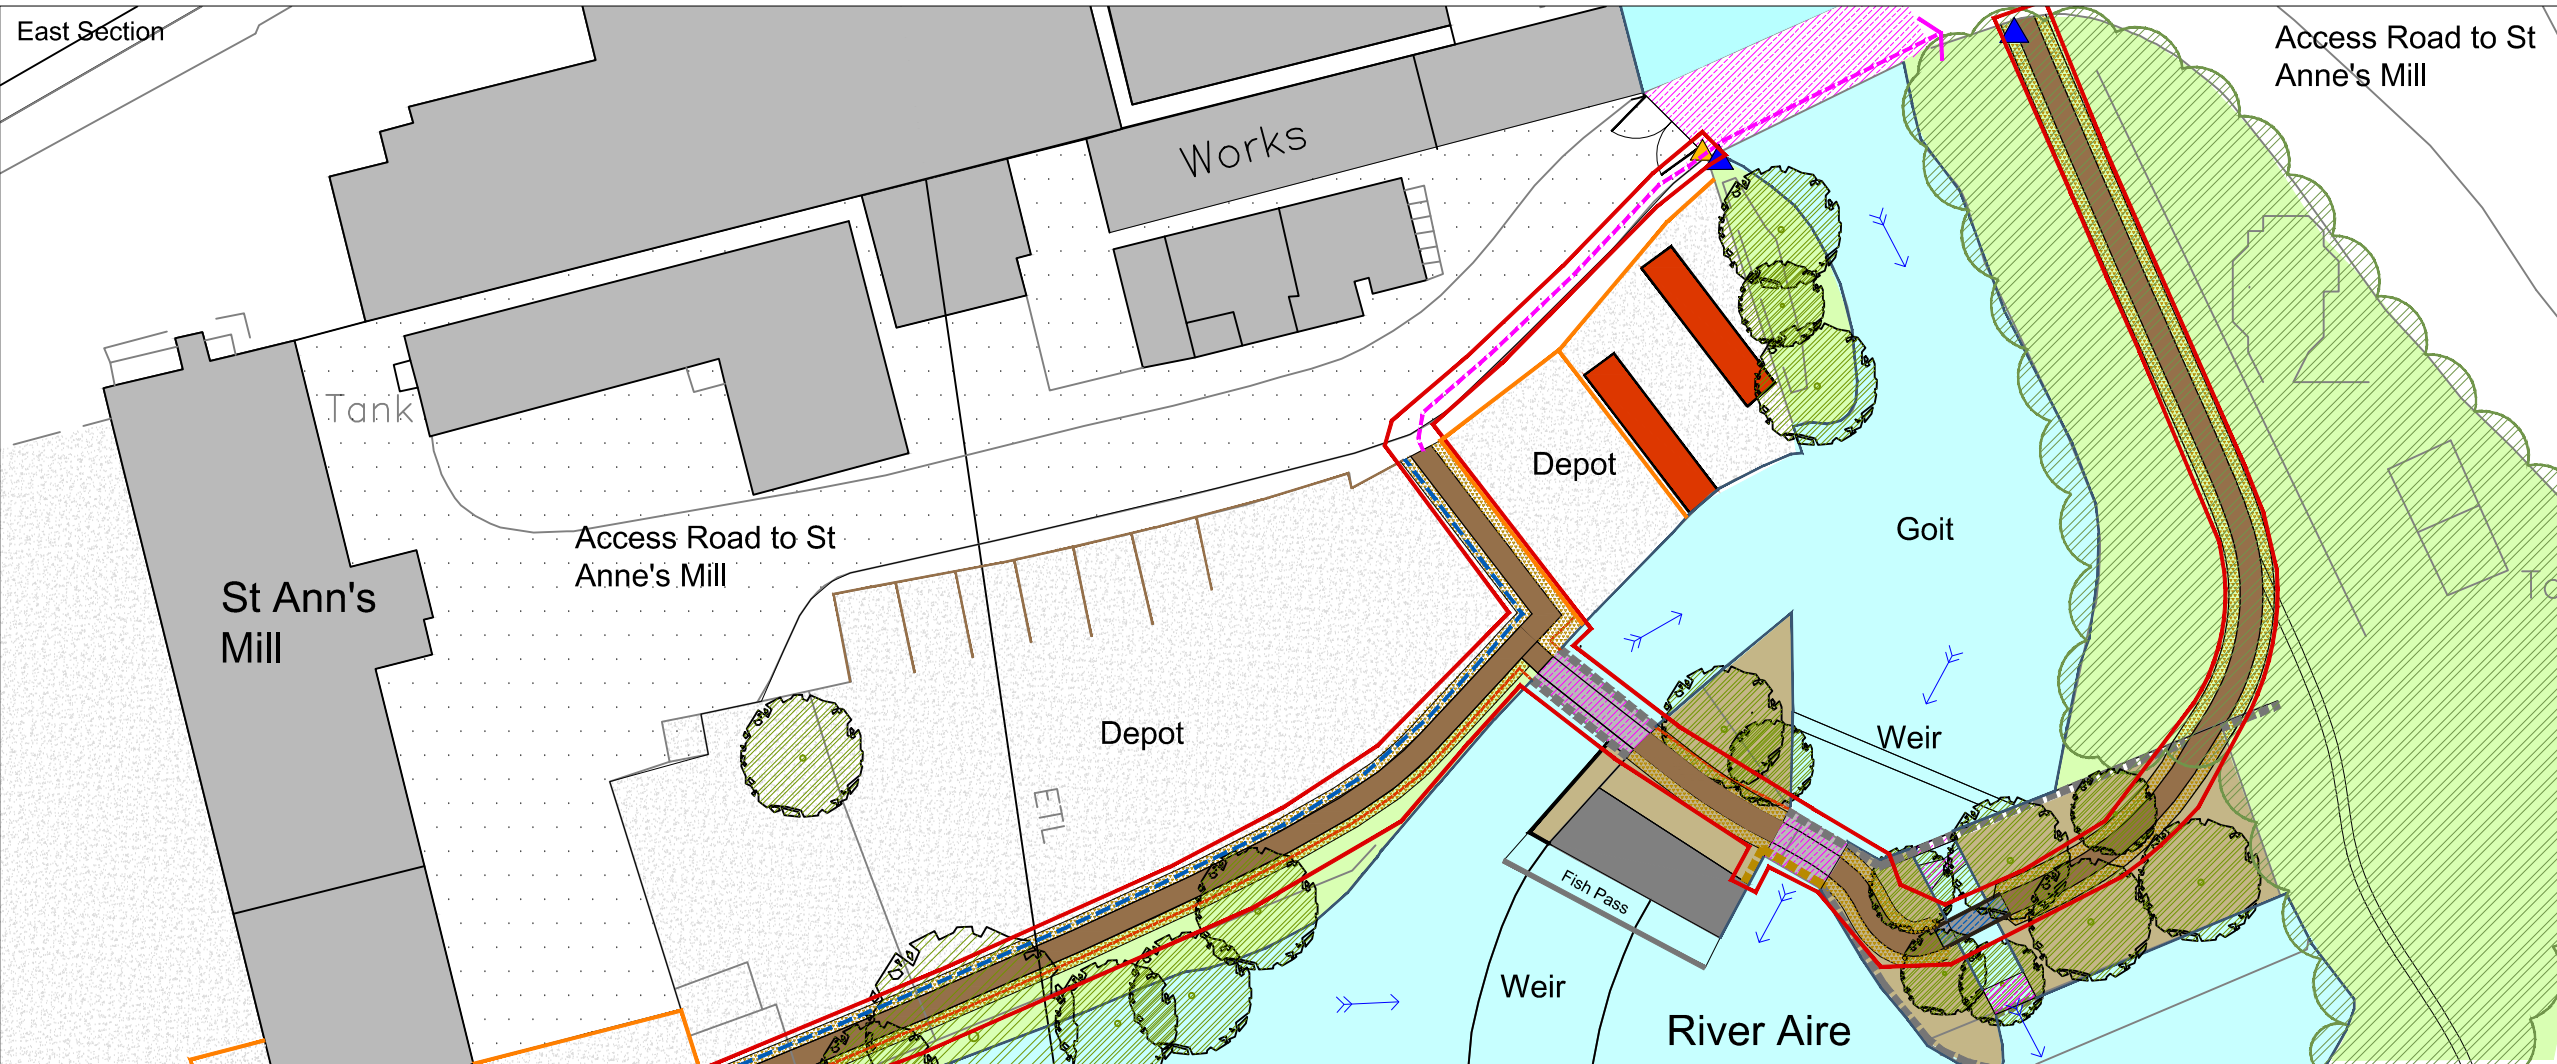 East Section
Access Road to St
Anne's Mill
Works
Tank
Depot
Goit
Access Road to St
Anne's Mill
St Ann's
Mill
Depot
Weir
ETL
Fish Pass
Weir
River Aire